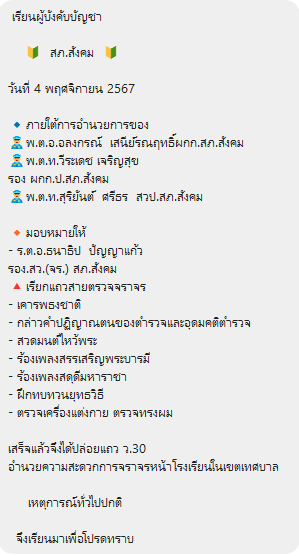 เรียนผู้บังคับบัญชา
🔰 สภ.สังคม 🔰
วันที่ 4 พฤศจิกายน 2567
🔹ภายใต้การอำนวยการของ
👮พ.ต.อ.อลงกรณ์ เสนีย์รณฤทธิ์ผกก.สภ.สังคม
👮พ.ต.ท.วีระเดช เจริญสุข
รอง ผกก.ป.สภ.สังคม
👮พ.ต.ท.สุริยันต์ ศรีธร สวป.สภ.สังคม
🔸มอบหมายให้
- ร.ต.อ.ธนาธิป ปัญญาแก้ว
รอง.สว.(จร.) สภ.สังคม
🔺เรียกแถวสายตรวจจราจร
- เคารพธงชาติ
- กล่าวคำปฏิญาณตนของตำรวจและอุดมคติตำรวจ
- สวดมนต์ไหว้พระ
- ร้องเพลงสรรเสริญพระบารมี
- ร้องเพลงสดุดีมหาราชา
- ฝึกทบทวนยุทธวิธี
- ตรวจเครื่องแต่งกาย ตรวจทรงผม
เสร็จแล้วจึงได้ปล่อยแถว ว.30
อำนวยความสะดวกการจราจรหน้าโรงเรียนในเขตเทศบาล
เหตุการณ์ทั่วไปปกติ
จึงเรียนมาเพื่อโปรดทราบ